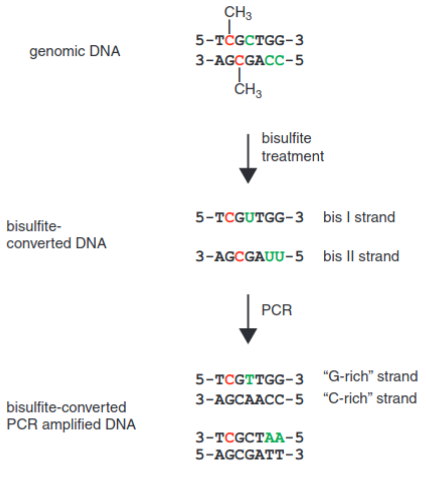 CH3
5-TCGCTGG-3
genomic DNA
3-AGCGACC-5
CH3
bisulfite
treatment
5-TCGUTGG-3 bis I strand
bisulfite-
converted DNA
3-AGCGAUU-5 bis II strand
PCR
5-TCGTTGG-3 “G-rich” strand
3-AGCAACC-5 “C-rich” strand
bisulfite-converted
PCR amplified DNA
3-TCGCTAA-5
5-AGCGATT-3